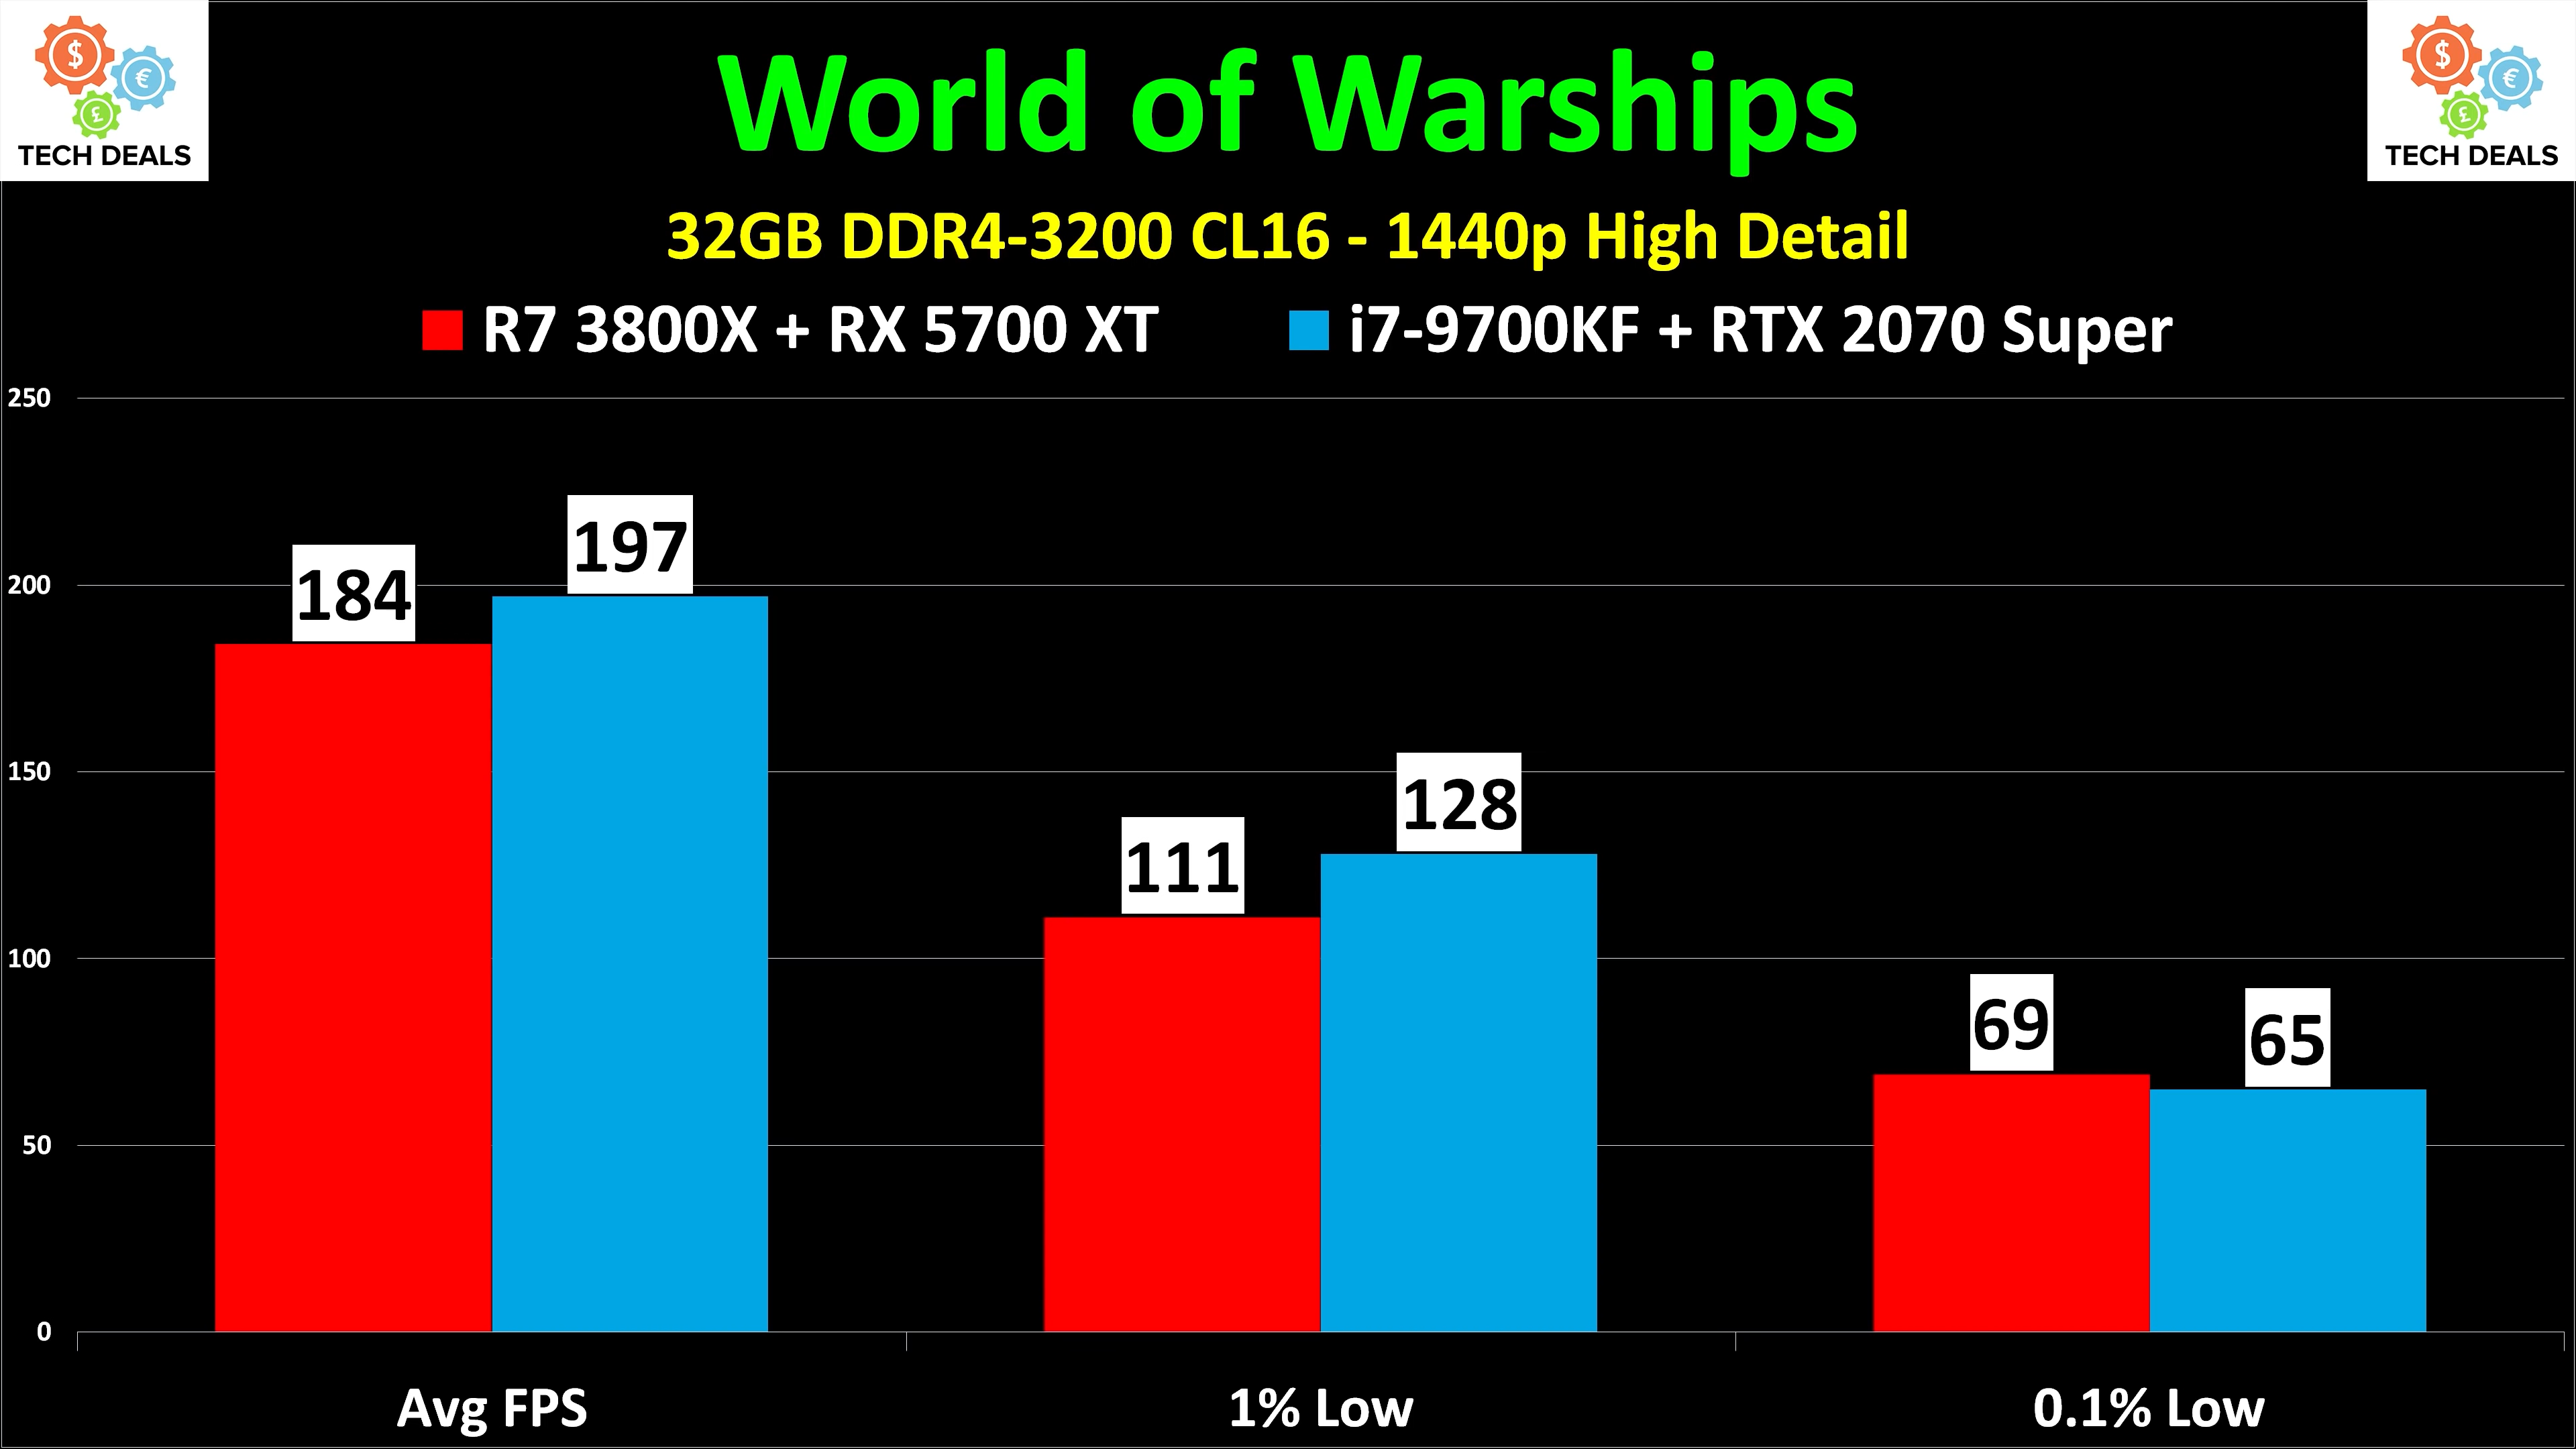 $
€
£
TECH DEALS
World of Warships
$
€
£
TECH DEALS
32GB DDR4-3200 CL16 - 1440p High Detail
R7 3800X + RX 5700 XT
i7-9700KF + RTX 2070 Super
250
200
150
100
50
0
184
197
111
128
69
65
Avg FPS
1% Low
0.1% Low